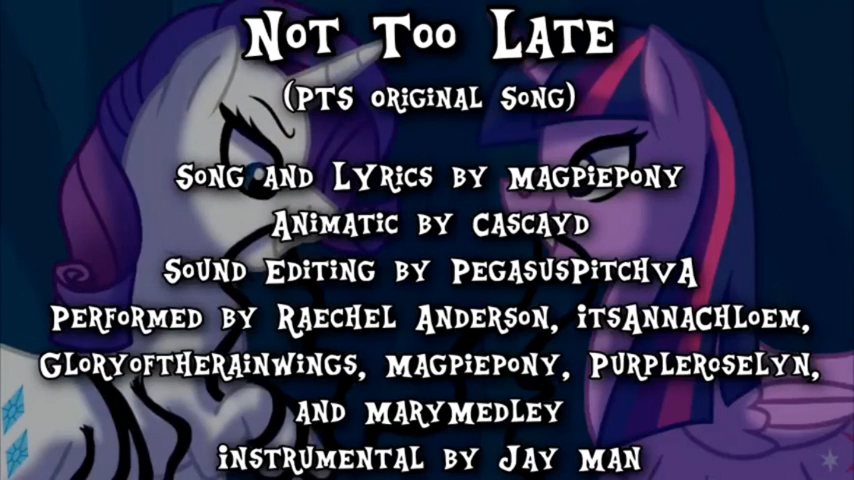 Not Too Late
(PTS original song)
Song and Lyrics by Magpiepony
Animatic by Cascayd
Sound Editing by PegasusPitchVA
Performed by Raechel Anderson, itsAnnachloem,
Gloryoftherainwings, Magpiepony, Purpleroselyn,
and Marymedley
Instrumental by Jay Man